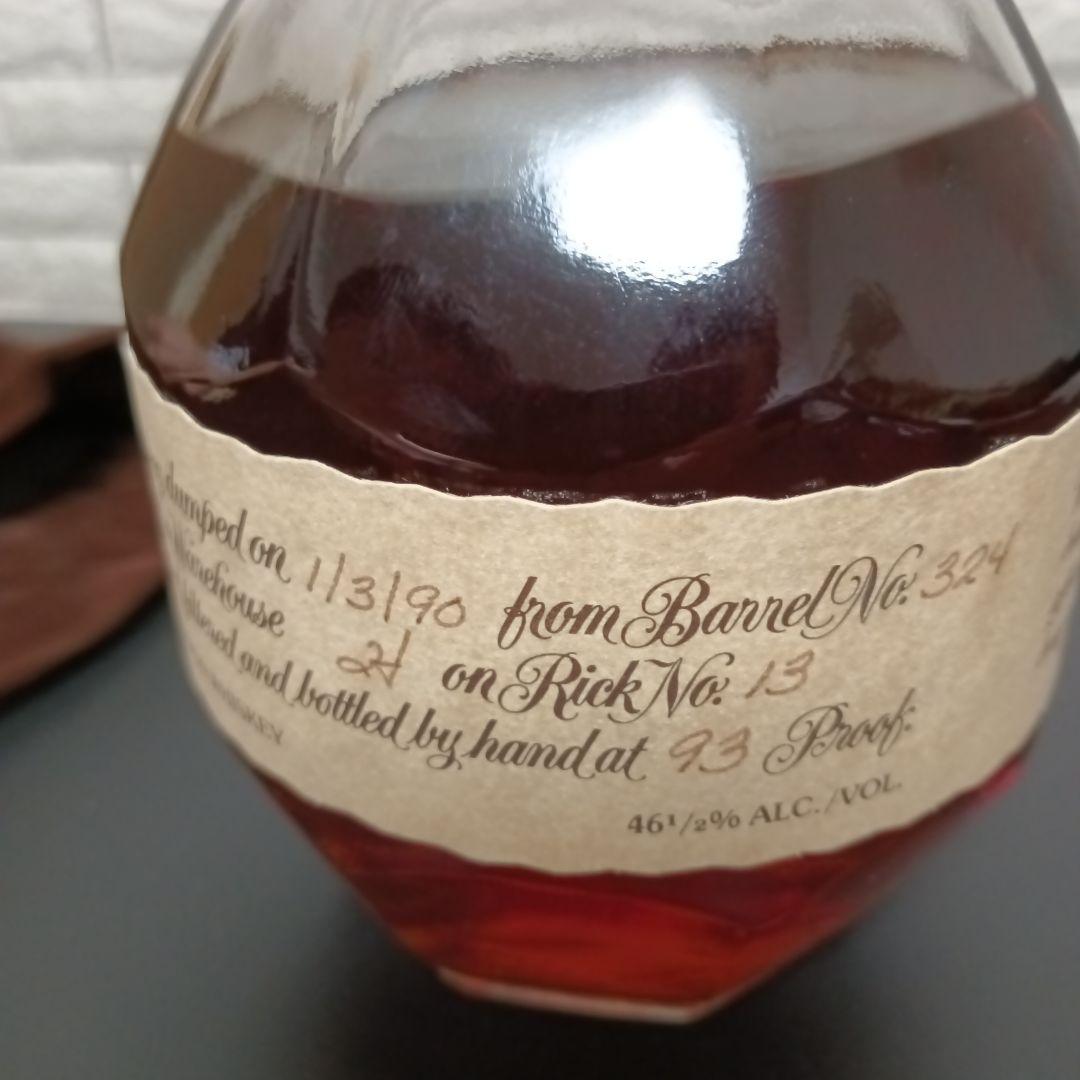 dumped on 1/3/90 from Barrel No. 324
Warehouse H on Rick No. 13
and bottled by hand at 93 Proof.
46 1/2% ALC./VOL.